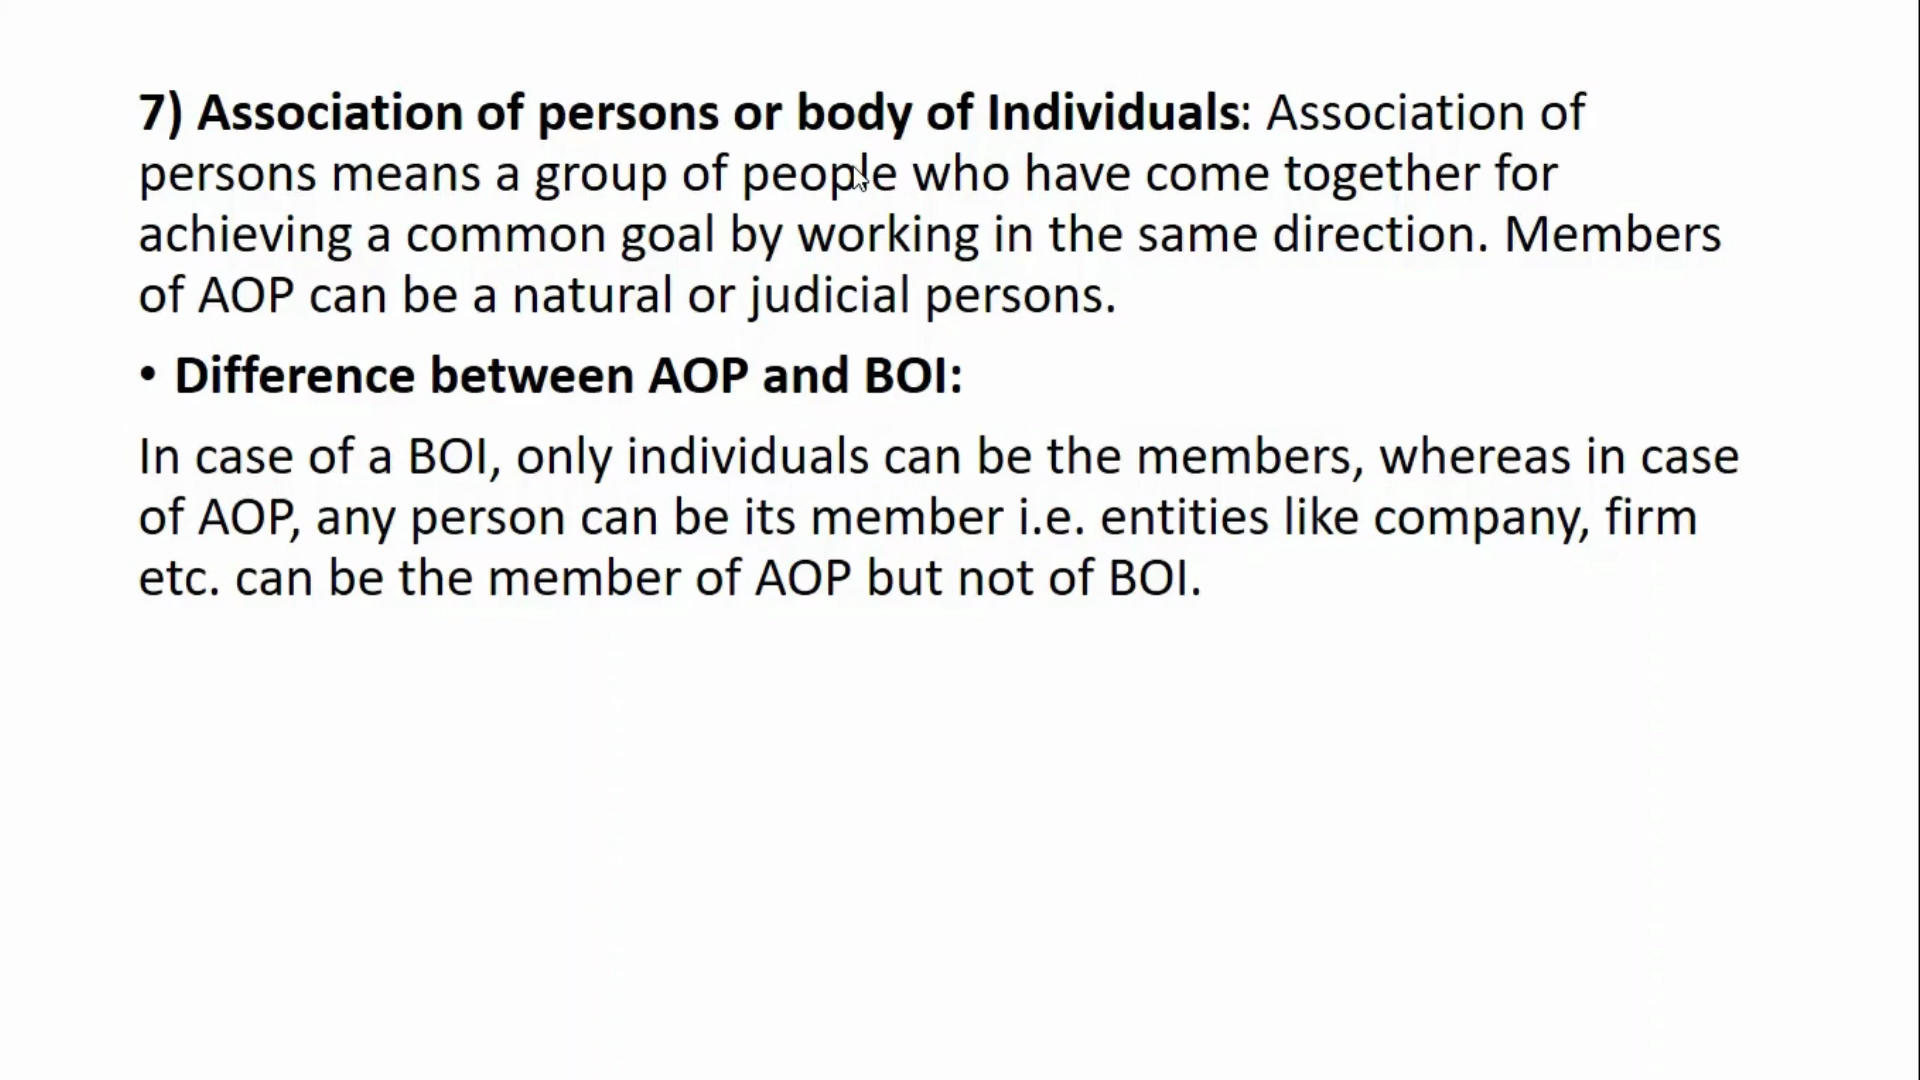 7) Association of persons or body of Individuals: Association of
persons means a group of people who have come together for
achieving a common goal by working in the same direction. Members
of AOP can be a natural or judicial persons.
• Difference between AOP and BOI:
In case of a BOI, only individuals can be the members, whereas in case
of AOP, any person can be its member i.e. entities like company, firm
etc. can be the member of AOP but not of BOI.